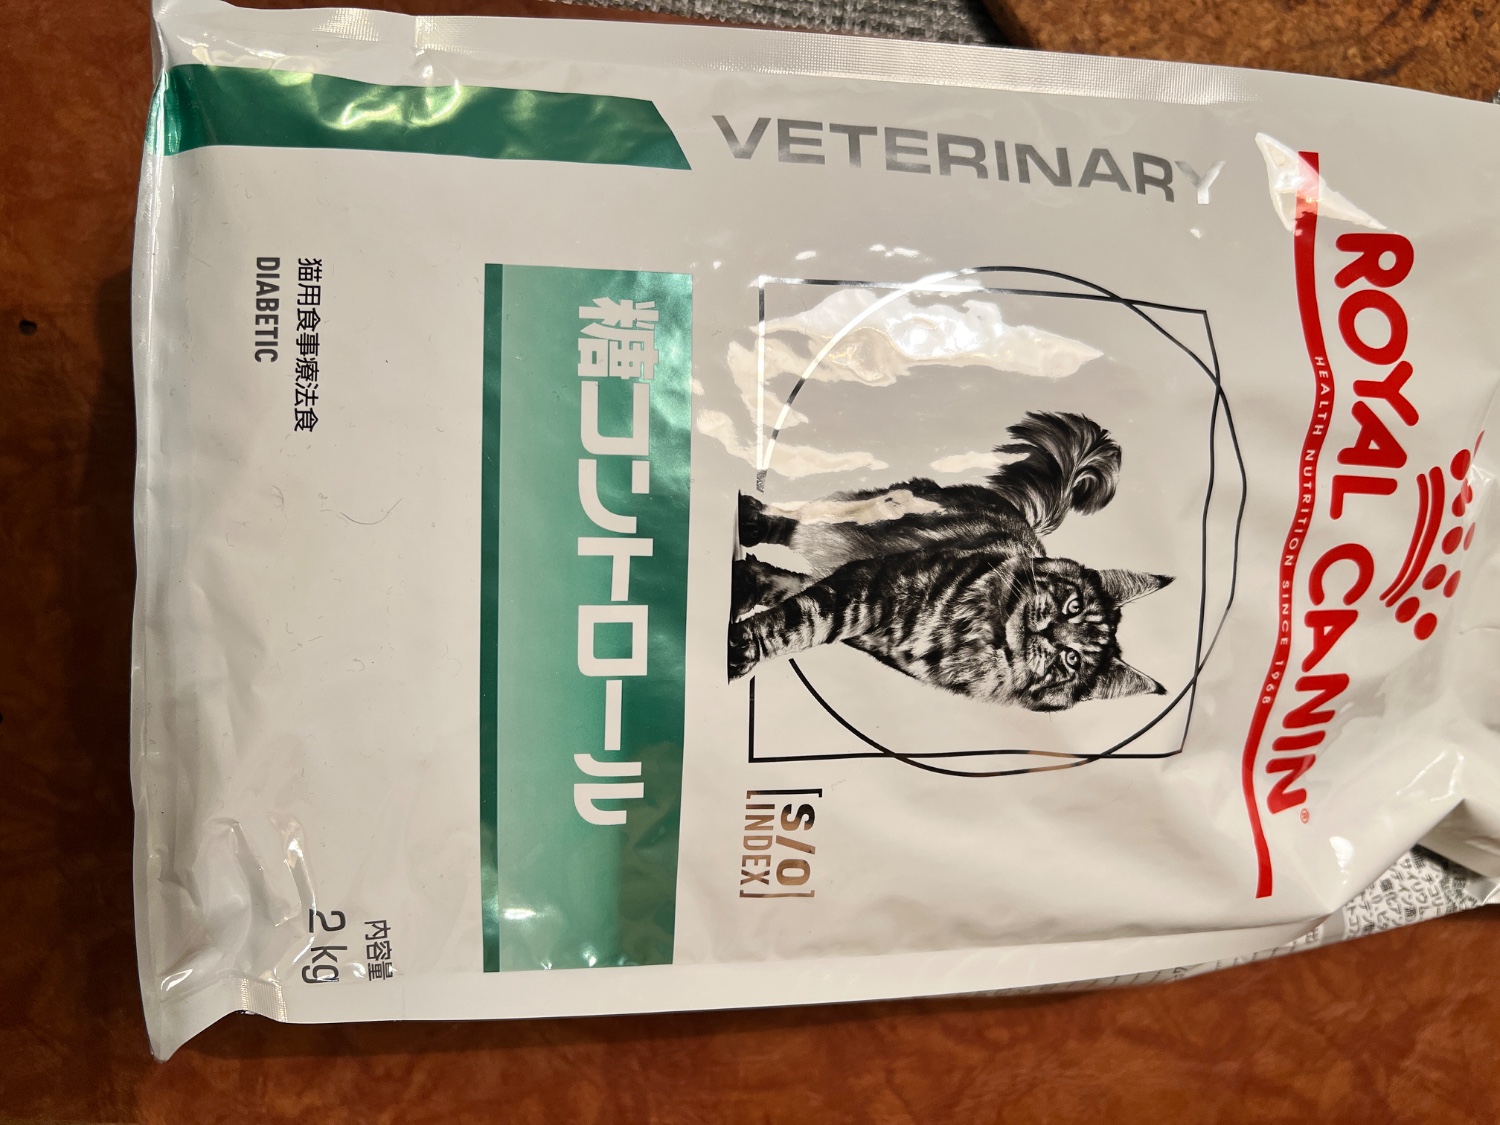 ROYAL CANIN®
HEALTH NUTRITION SINCE 1968
VETERINARY
[S/O]
[INDEX]
糖コントロール
内容量
2 kg
猫用食事療法食
DIABETIC